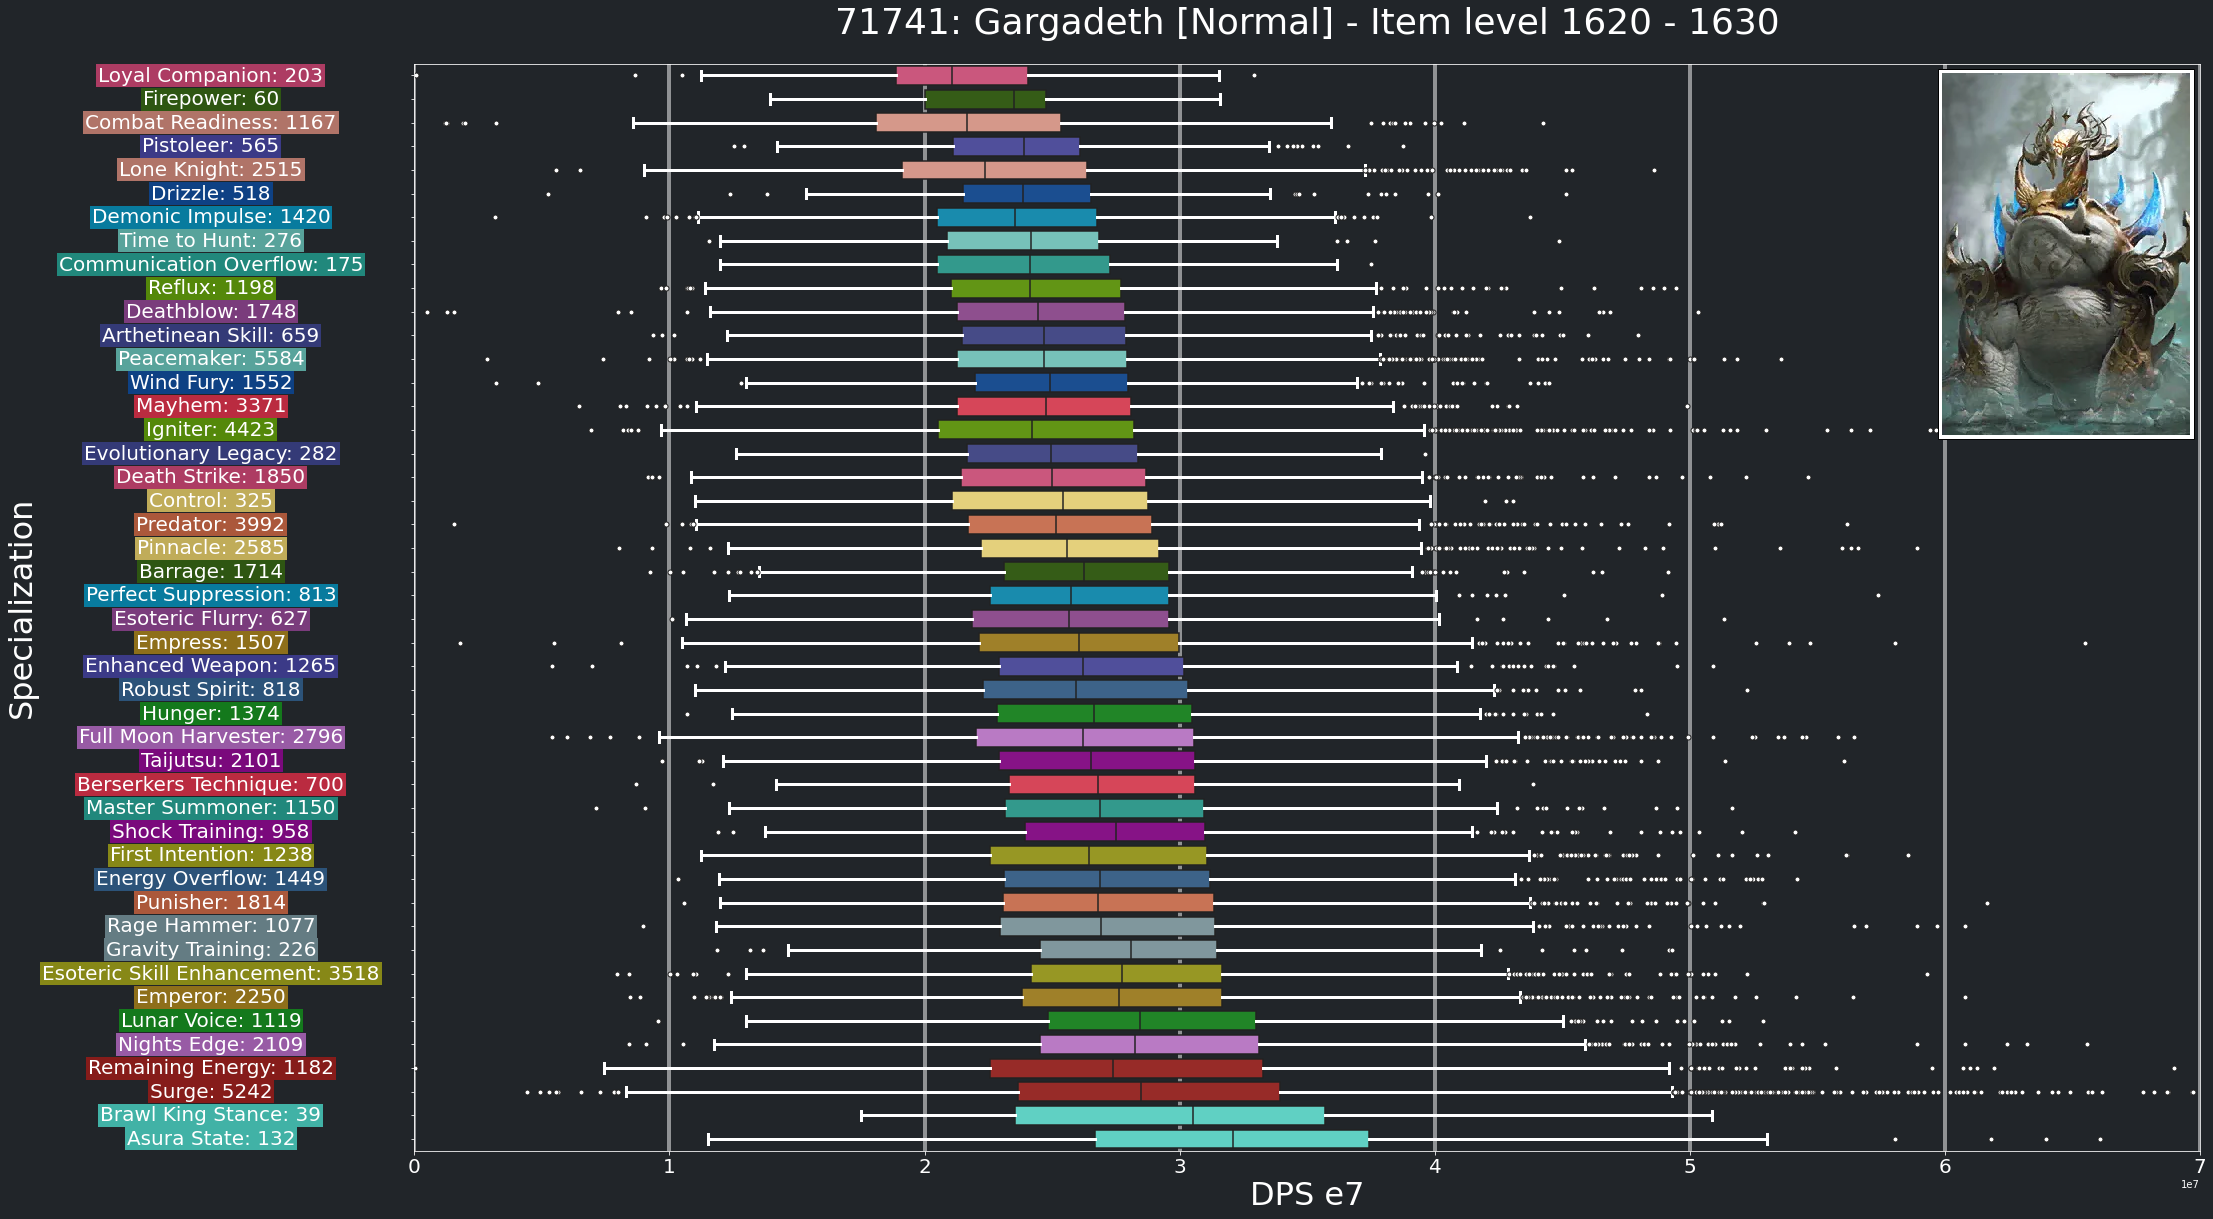 71741: Gargadeth [Normal] - Item level 1620 - 1630
Specialization
Loyal Companion: 203
Firepower: 60
Combat Readiness: 1167
Pistoleer: 565
Lone Knight: 2515
Drizzle: 518
Demonic Impulse: 1420
Time to Hunt: 276
Communication Overflow: 175
Reflux: 1198
Deathblow: 1748
Arthetinean Skill: 659
Peacemaker: 5584
Wind Fury: 1552
Mayhem: 3371
Igniter: 4423
Evolutionary Legacy: 282
Death Strike: 1850
Control: 325
Predator: 3992
Pinnacle: 2585
Barrage: 1714
Perfect Suppression: 813
Esoteric Flurry: 627
Empress: 1507
Enhanced Weapon: 1265
Robust Spirit: 818
Hunger: 1374
Full Moon Harvester: 2796
Taijutsu: 2101
Berserkers Technique: 700
Master Summoner: 1150
Shock Training: 958
First Intention: 1238
Energy Overflow: 1449
Punisher: 1814
Rage Hammer: 1077
Gravity Training: 226
Esoteric Skill Enhancement: 3518
Emperor: 2250
Lunar Voice: 1119
Nights Edge: 2109
Remaining Energy: 1182
Surge: 5242
Brawl King Stance: 39
Asura State: 132
0 1 2 3 4 5 6 7
1e7
DPS e7